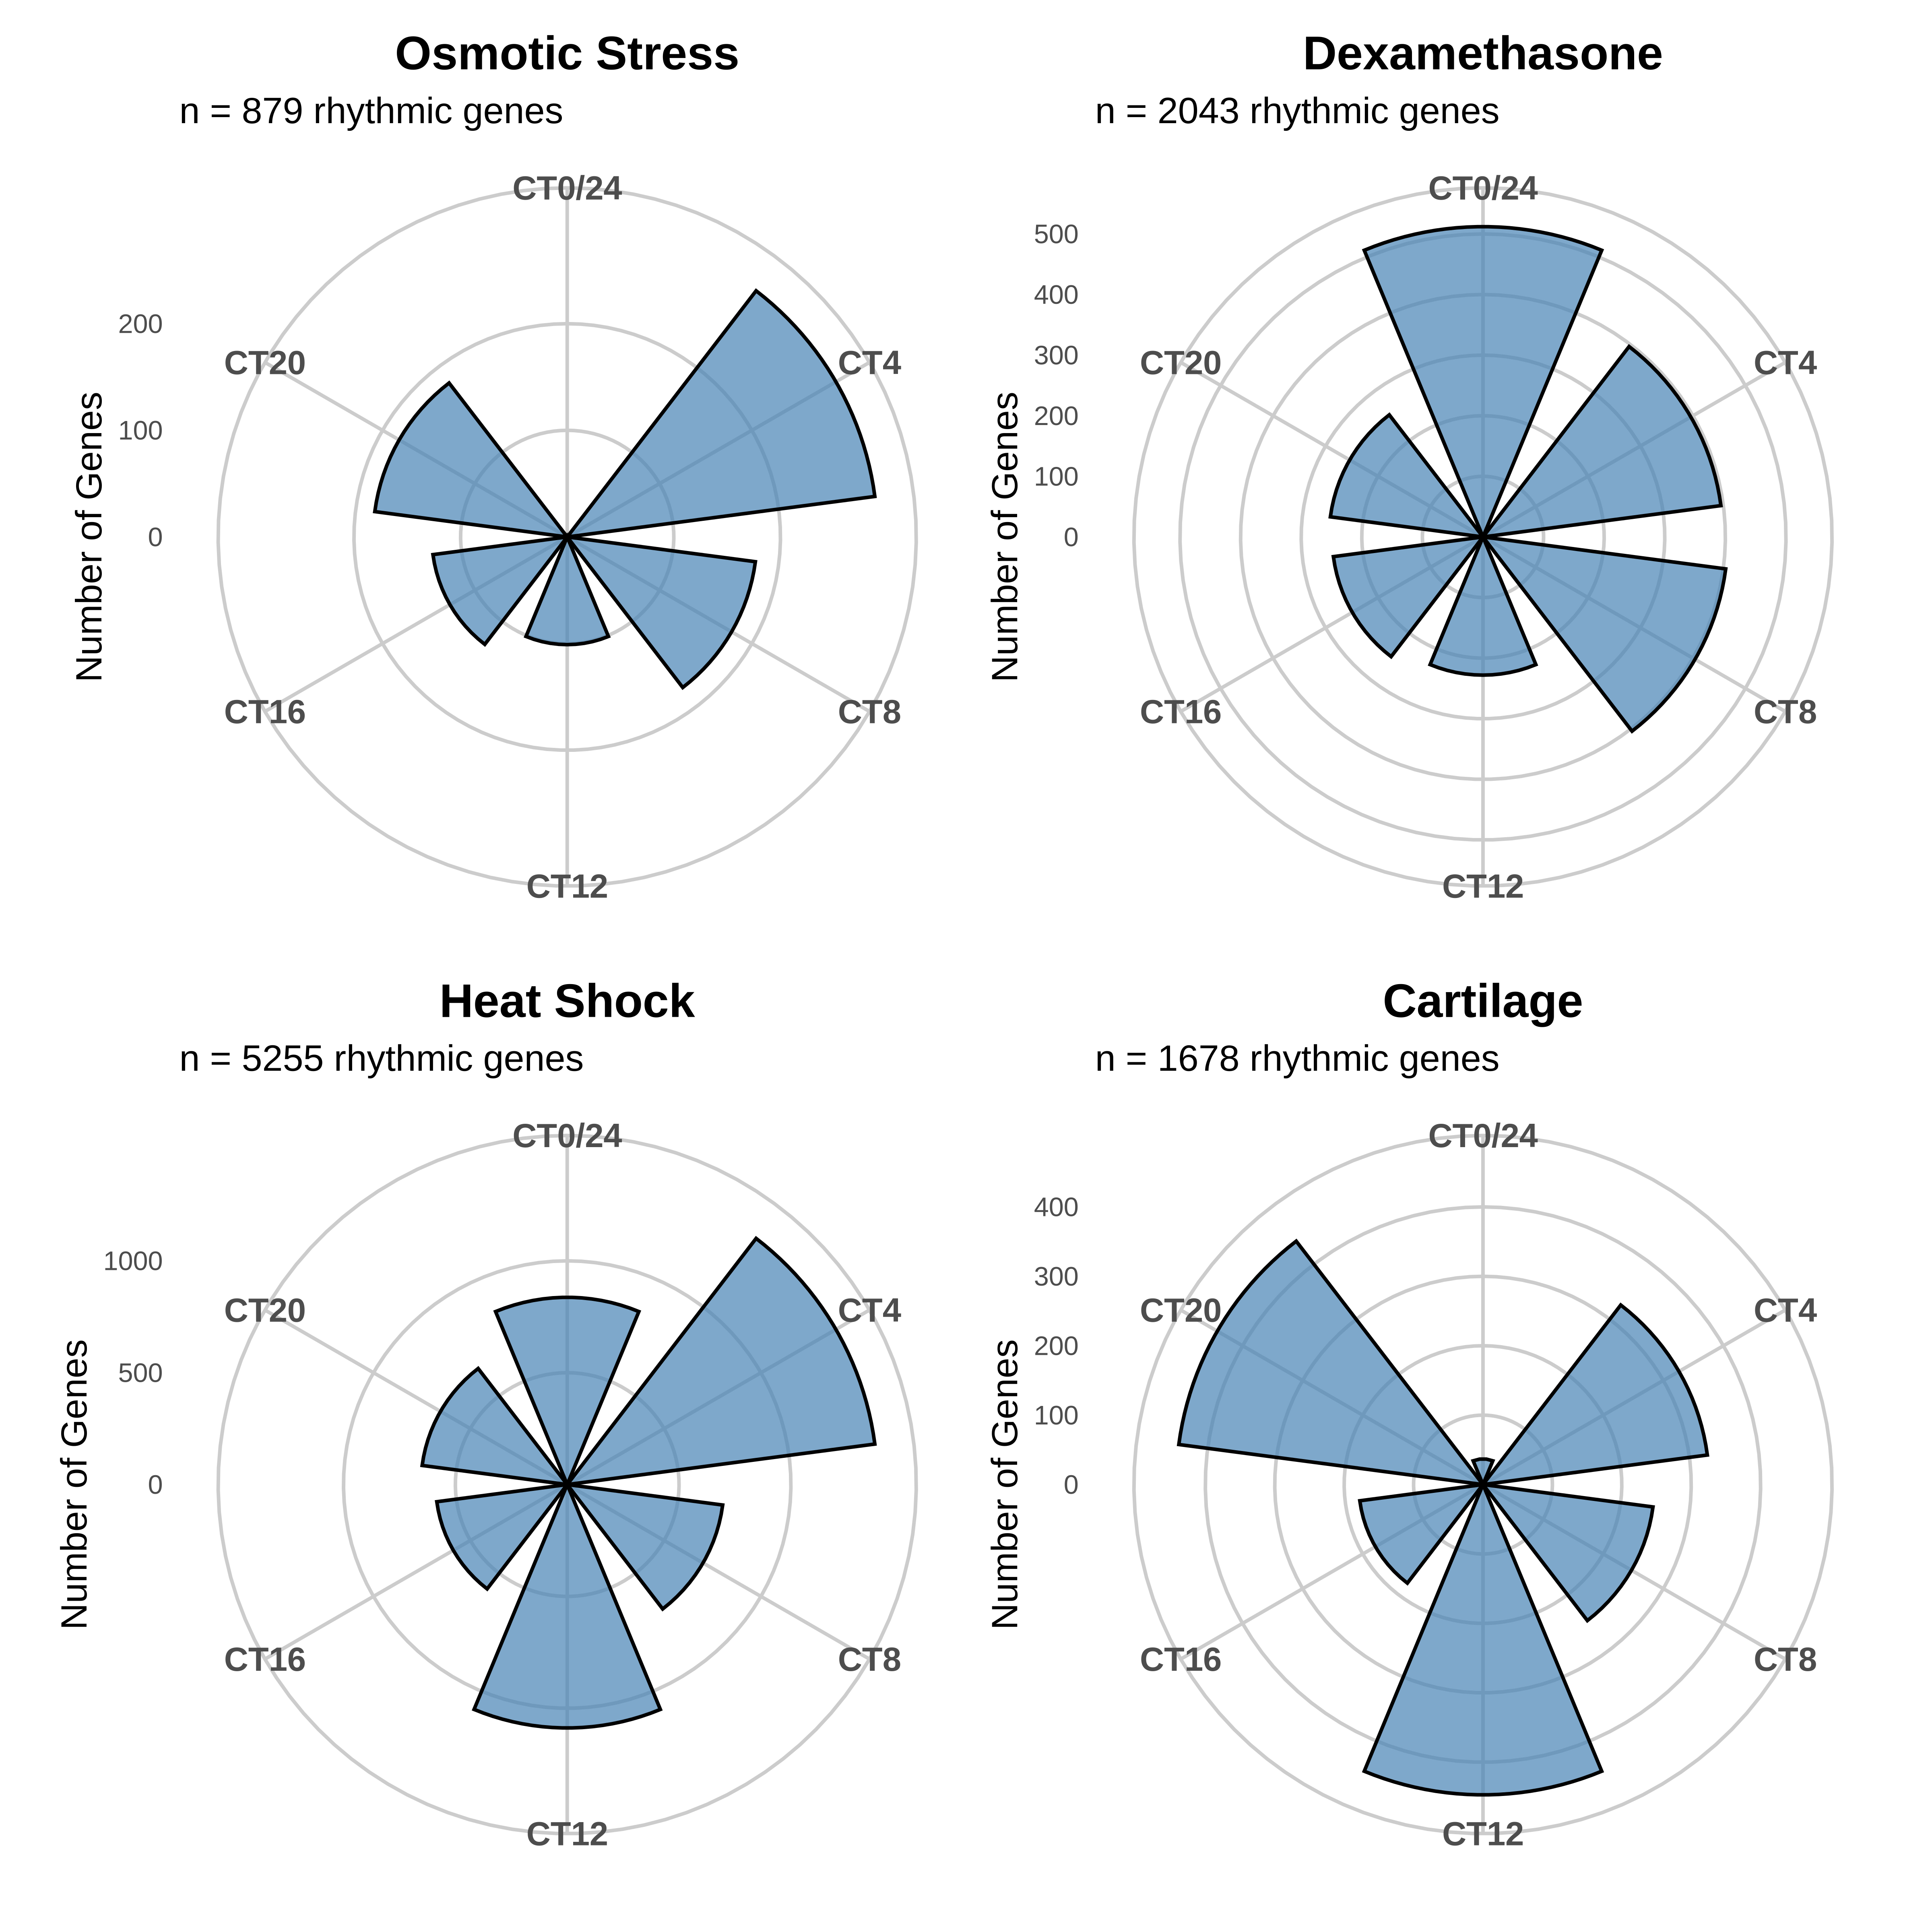 Osmotic Stress
n = 879 rhythmic genes
CT0/24
CT4
CT8
CT12
CT16
CT20
200
100
0
Number of Genes
Dexamethasone
n = 2043 rhythmic genes
CT0/24
CT4
CT8
CT12
CT16
CT20
500
400
300
200
100
0
Number of Genes
Heat Shock
n = 5255 rhythmic genes
CT0/24
CT4
CT8
CT12
CT16
CT20
1000
500
0
Number of Genes
Cartilage
n = 1678 rhythmic genes
CT0/24
CT4
CT8
CT12
CT16
CT20
400
300
200
100
0
Number of Genes